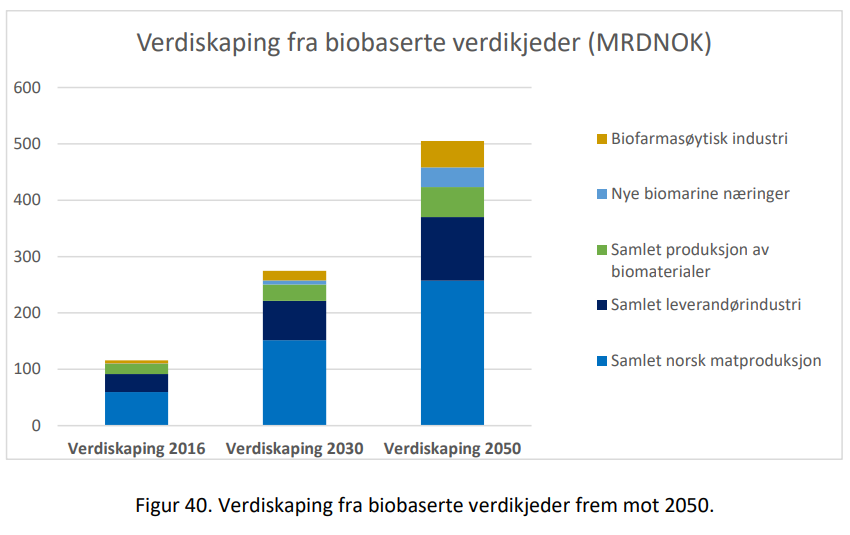 Verdiskaping fra biobaserte verdikjeder (MRDNOK)
600
500
400
300
200
100
0
Verdiskaping 2016
Verdiskaping 2030
Verdiskaping 2050
Biofarmasøytisk industri
Nye biomarine næringer
Samlet produksjon av
biomaterialer
Samlet leverandørindustri
Samlet norsk matproduksjon
Figur 40. Verdiskaping fra biobaserte verdikjeder frem mot 2050.